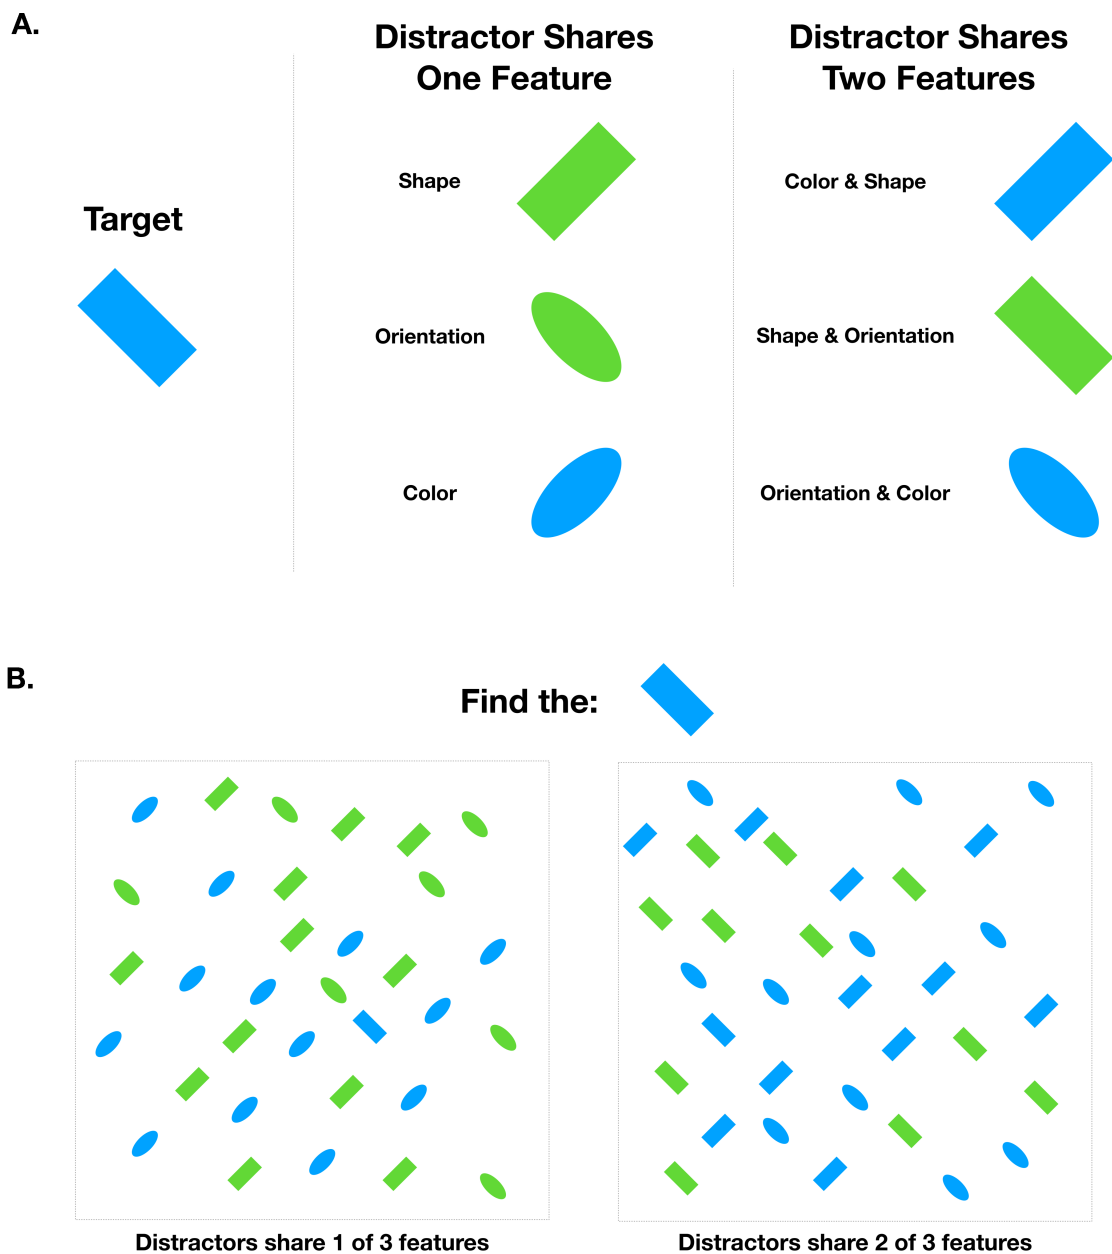 A.
Distractor Shares
One Feature
Distractor Shares
Two Features
Target
Shape
Orientation
Color
Color & Shape
Shape & Orientation
Orientation & Color
B.
Find the:
Distractors share 1 of 3 features
Distractors share 2 of 3 features